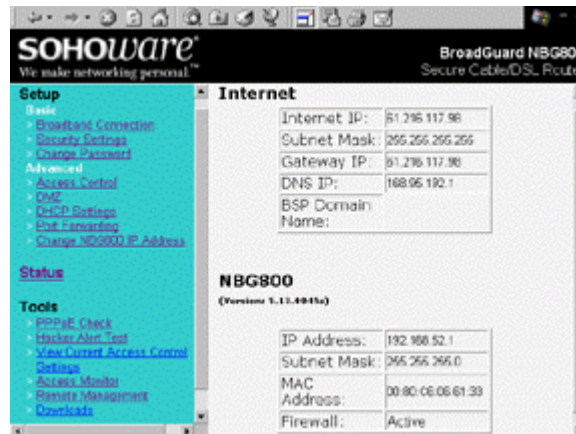 SOHOware
We make networking personal.™
BroadGuard NBG80
Secure Cable/DSL Route
Setup
Basic
> Broadband Connection
> Security Settings
> Change Password
Advanced
> Access Control
> DMZ
> DHCP Settings
> Port Forwarding
> Change NBG800 IP Address
Status
Tools
> PPPoE Check
> Hacker Alert Test
> View Current Access Control
Settings
> Access Monitor
> Remote Management
> Downloads
Internet
Internet IP: 61.216.117.98
Subnet Mask: 255.255.255.255
Gateway IP: 61.216.117.98
DNS IP: 168.95.192.1
BSP Domain
Name:
NBG800
(Version:
IP Address: 192.168.52.1
Subnet Mask: 255.255.255.0
MAC
Address: 00:80:C6:06:61:33
Firewall: Active